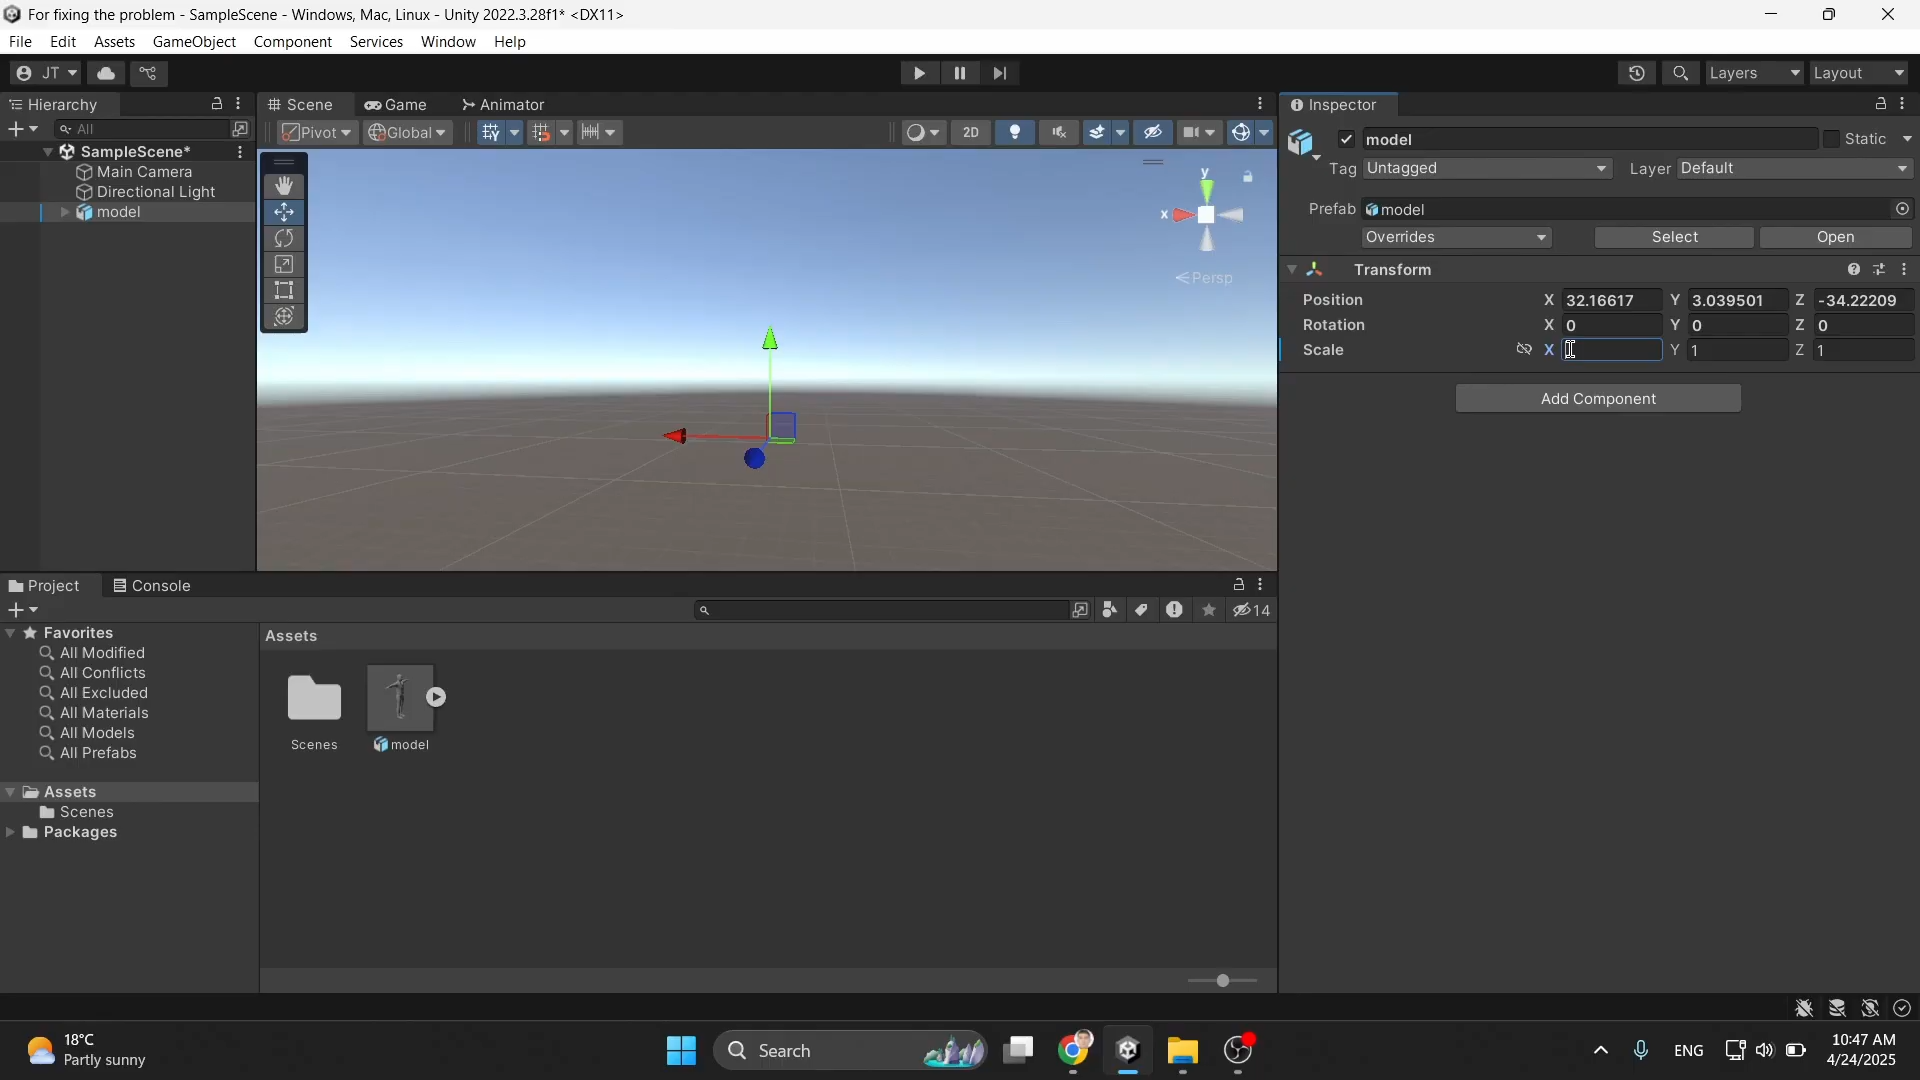 For fixing the problem - SampleScene - Windows, Mac, Linux - Unity 2022.3.28f1* <DX11>
File Edit Assets GameObject Component Services Window Help
JT Layers Layout
Hierarchy Scene Game Animator Inspector
All Pivot Global 2D model Static
SampleScene*
Main Camera
Directional Light
model
y
x
Persp
Tag Untagged Layer Default
Prefab model
Overrides Select Open
Transform
Position X 32.16617 Y 3.039501 Z -34.22209
Rotation X 0 Y 0 Z 0
Scale X Y 1 Z 1
Add Component
Project Console
14
Favorites
All Modified
All Conflicts
All Excluded
All Materials
All Models
All Prefabs
Assets
Scenes
Packages
Assets
Scenes model
18°C
Partly sunny
Search
ENG
10:47 AM
4/24/2025